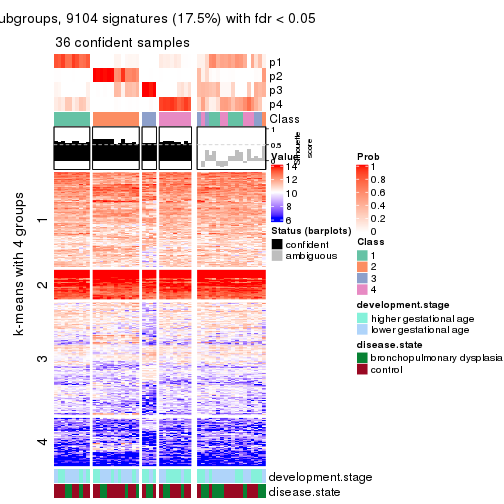 ubgroups, 9104 signatures (17.5%) with fdr < 0.05
36 confident samples
p1
p2
p3
p4
Class
1
0.5
0
Silhouette
score
k-means with 4 groups
1
2
3
4
Value
14
12
10
8
6
Status (barplots)
confident
ambiguous
Prob
1
0.8
0.6
0.4
0.2
0
Class
1
2
3
4
development.stage
higher gestational age
lower gestational age
disease.state
bronchopulmonary dysplasia
control
development.stage
disease.state